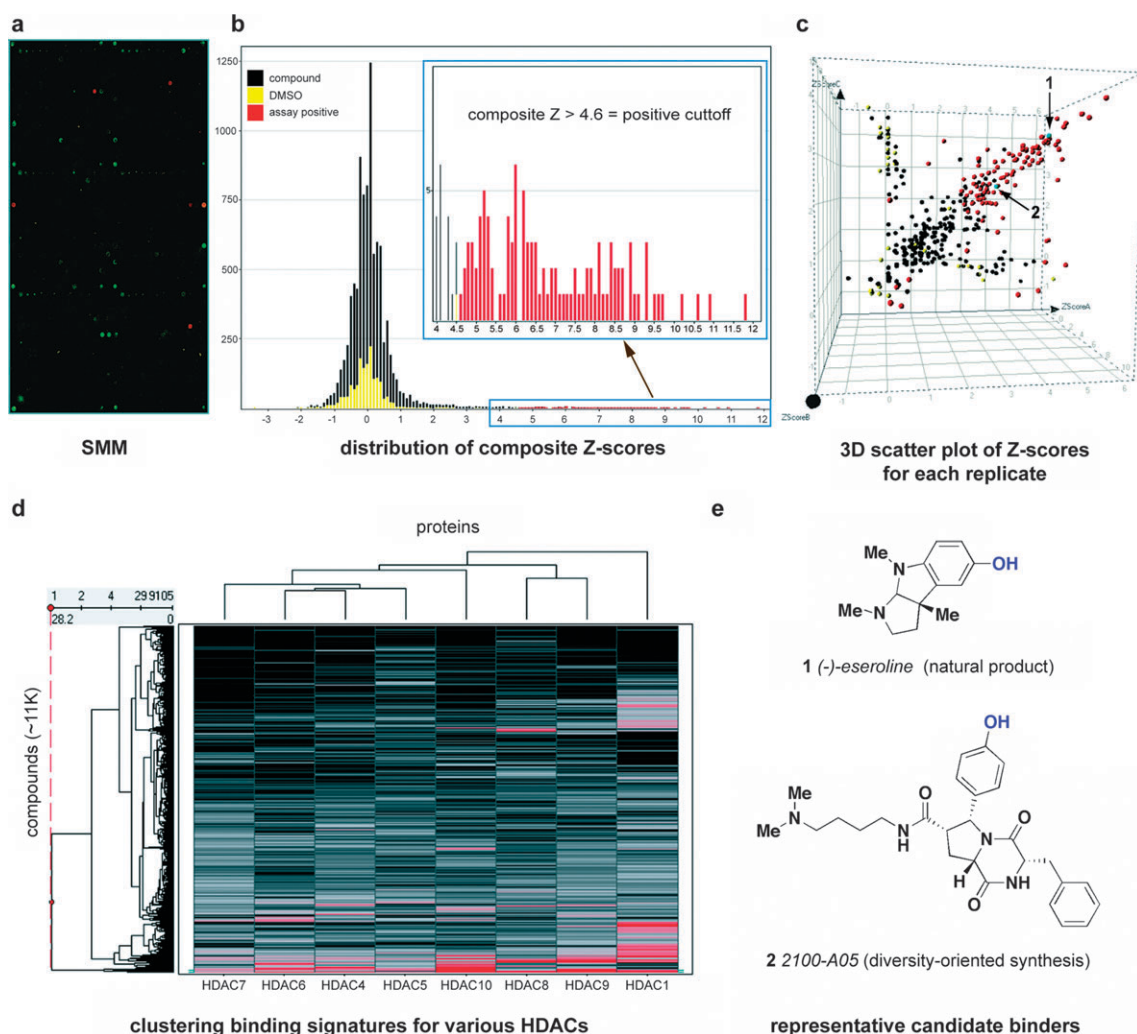 a
SMM
b
1250
1000
750
500
250
compound
DMSO
assay positive
composite Z > 4.6 = positive cuttoff
5
4 4.5 5 5.5 6 6.5 7 7.5 8 8.5 9 9.5 10 10.5 11 11.5 12
-3 -2 -1 0 1 2 3 4 5 6 7 8 9 10 11 12
distribution of composite Z-scores
c
ZScoreC
1
2
ZScoreA
ZScoreB
3D scatter plot of Z-scores
for each replicate
d
proteins
1 2 4 29 9105
28.2 0
compounds (~11K)
HDAC7 HDAC6 HDAC4 HDAC5 HDAC10 HDAC8 HDAC9 HDAC1
clustering binding signatures for various HDACs
e
Me
N
OH
Me
N
Me
1 (-)-eseroline (natural product)
OH
Me
N
Me
O
N
H
N
O
H
NH
O
2 2100-A05 (diversity-oriented synthesis)
representative candidate binders